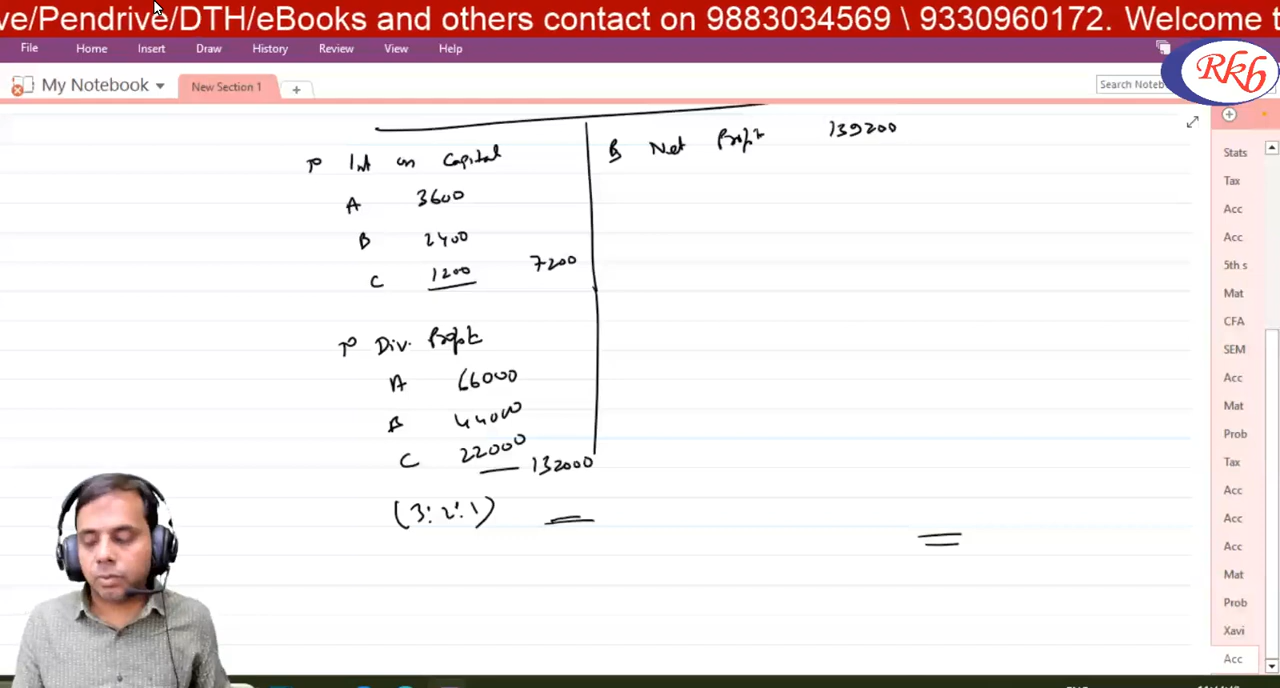 ve/Pendrive/DTH/eBooks and others contact on 9883034569 \ 9330960172. Welcome t
File Home Insert Draw History Review View Help
Rkb
My Notebook New Section 1 + Search Noteb
To Int on Capital
By Net Profit 139200
A 3600
B 2400
C 1200 7200
To Div. Profit
A 66000
B 44000
C 22000 132000
(3:2:1)
Stats
Tax
Acc
Acc
5th s
Mat
CFA
SEM
Acc
Mat
Prob
Tax
Acc
Acc
Acc
Mat
Prob
Xavi
Acc